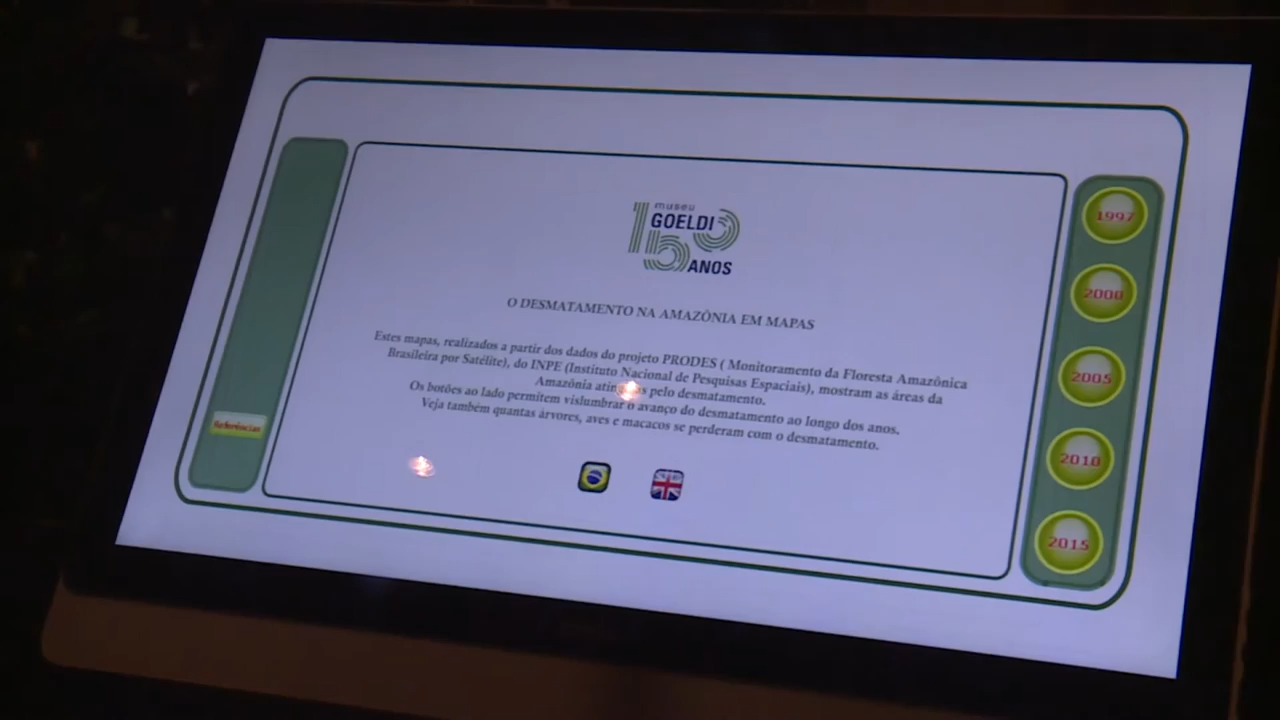 museu
GOELDI
150
ANOS
O DESMATAMENTO NA AMAZÔNIA EM MAPAS
Estes mapas, realizados a partir dos dados do projeto PRODES ( Monitoramento da Floresta Amazônica
Brasileira por Satélite), do INPE (Instituto Nacional de Pesquisas Espaciais), mostram as áreas da
Amazônia atingidas pelo desmatamento.
Os botões ao lado permitem vislumbrar o avanço do desmatamento ao longo dos anos.
Veja também quantas árvores, aves e macacos se perderam com o desmatamento.
Referências
1997
2000
2005
2010
2015